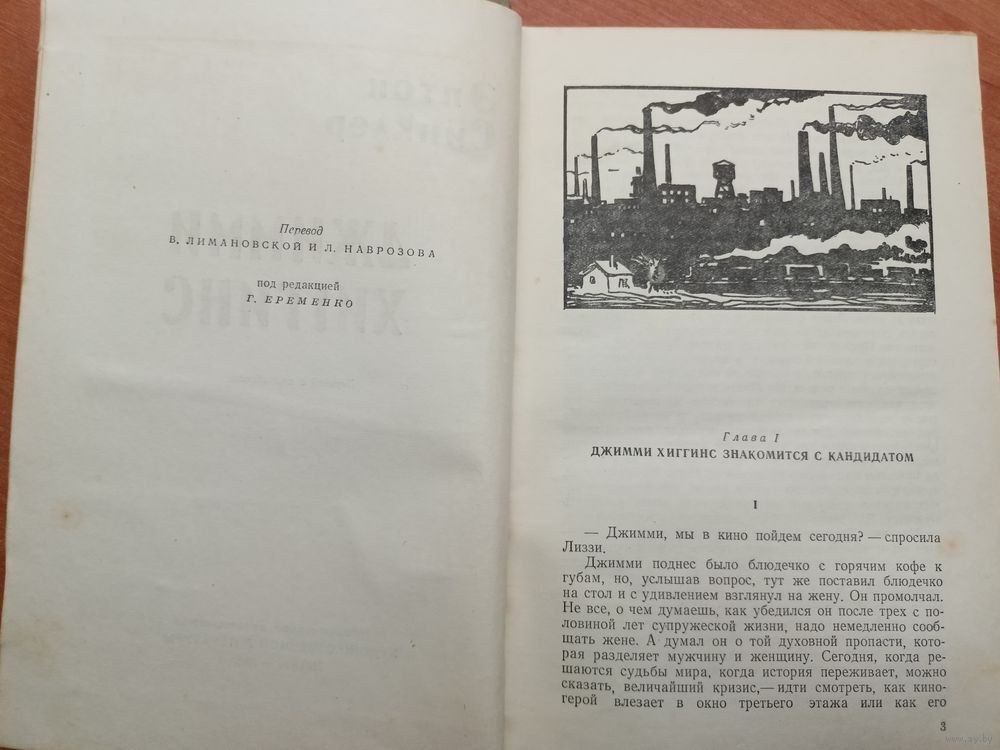 Перевод
В. ЛИМАНОВСКОЙ И Л. НАВРОЗОВА
под редакцией
Г. ЕРЕМЕНКО
Глава I
ДЖИММИ ХИГГИНС ЗНАКОМИТСЯ С КАНДИДАТОМ
I
— Джимми, мы в кино пойдем сегодня? — спросила
Лиззи.
Джимми поднес было блюдечко с горячим кофе к
губам, но, услышав вопрос, тут же поставил блюдечко
на стол и с удивлением взглянул на жену. Он промолчал.
Не все, о чем думаешь, как убедился он после трех с по-
ловиной лет супружеской жизни, надо немедленно сооб-
щать жене. А думал он о той духовной пропасти, кото-
рая разделяет мужчину и женщину. Сегодня, когда ре-
шаются судьбы мира, когда история переживает, можно
сказать, величайший кризис,— идти смотреть, как кино-
герой влезает в окно третьего этажа или как его
3
www.ay.by